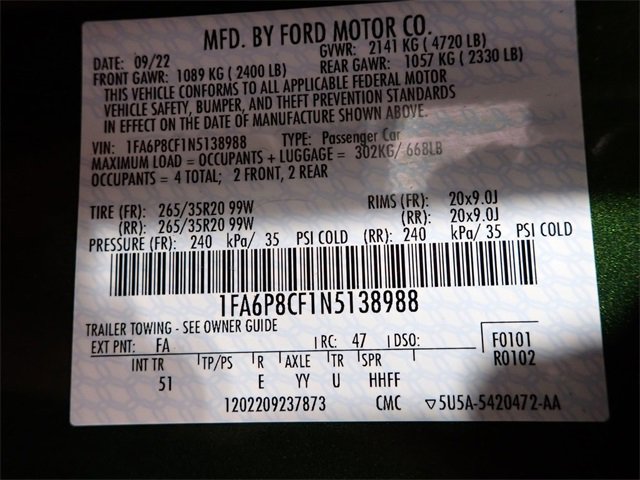 MFD. BY FORD MOTOR CO.
DATE: 09/22 GVWR: 2141 KG ( 4720 LB)
FRONT GAWR: 1089 KG ( 2400 LB) REAR GAWR: 1057 KG ( 2330 LB)
THIS VEHICLE CONFORMS TO ALL APPLICABLE FEDERAL MOTOR
VEHICLE SAFETY, BUMPER, AND THEFT PREVENTION STANDARDS
IN EFFECT ON THE DATE OF MANUFACTURE SHOWN ABOVE.
VIN: 1FA6P8CF1N5138988 TYPE: Passenger Car
MAXIMUM LOAD = OCCUPANTS + LUGGAGE = 302KG/ 668LB
OCCUPANTS = 4 TOTAL; 2 FRONT, 2 REAR
TIRE (FR): 265/35R20 99W RIMS (FR): 20x9.0J
(RR): 265/35R20 99W (RR): 20x9.0J
PRESSURE (FR): 240 kPa/ 35 PSI COLD (RR): 240 kPa/ 35 PSI COLD
1FA6P8CF1N5138988
TRAILER TOWING - SEE OWNER GUIDE
EXT PNT: FA RC: 47 DSO: F0101
INT TR TP/PS R AXLE TR SPR R0102
51 E YY U HHFF
1202209237873 CMC ▽5U5A-5420472-AA